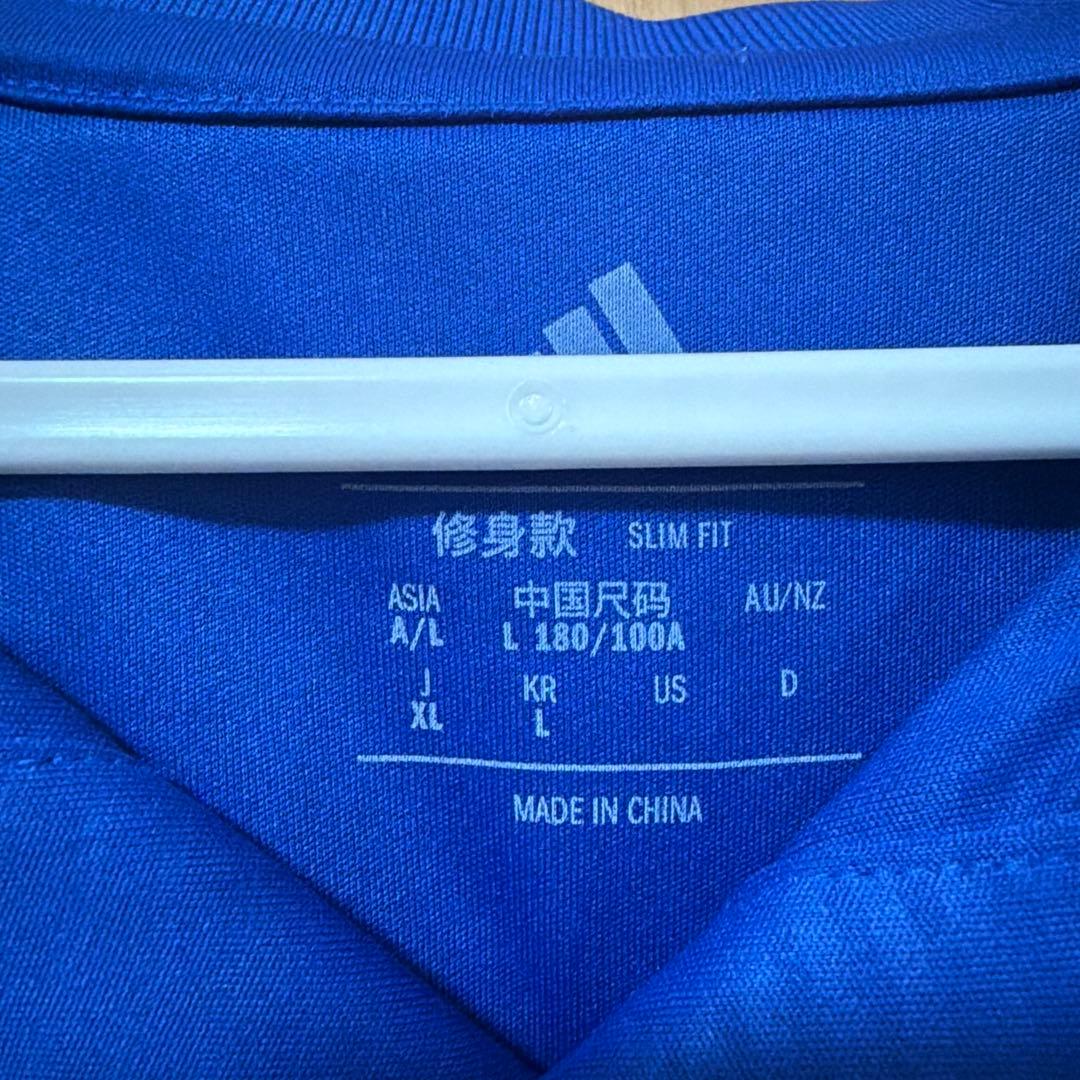 修身款 SLIM FIT
ASIA 中国尺码 AU/NZ
A/L L 180/100A
J KR US D
XL L
MADE IN CHINA